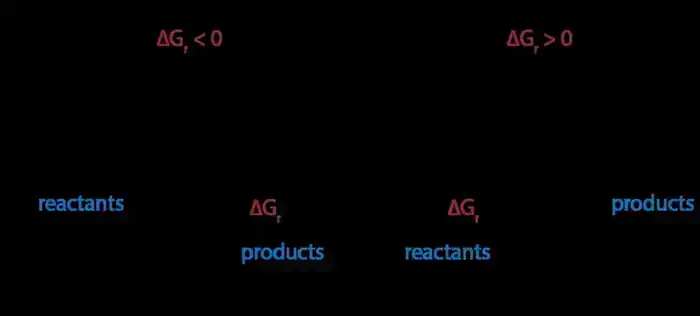 ΔGr < 0
ΔGr > 0
reactants
ΔGr
products
ΔGr
reactants
products